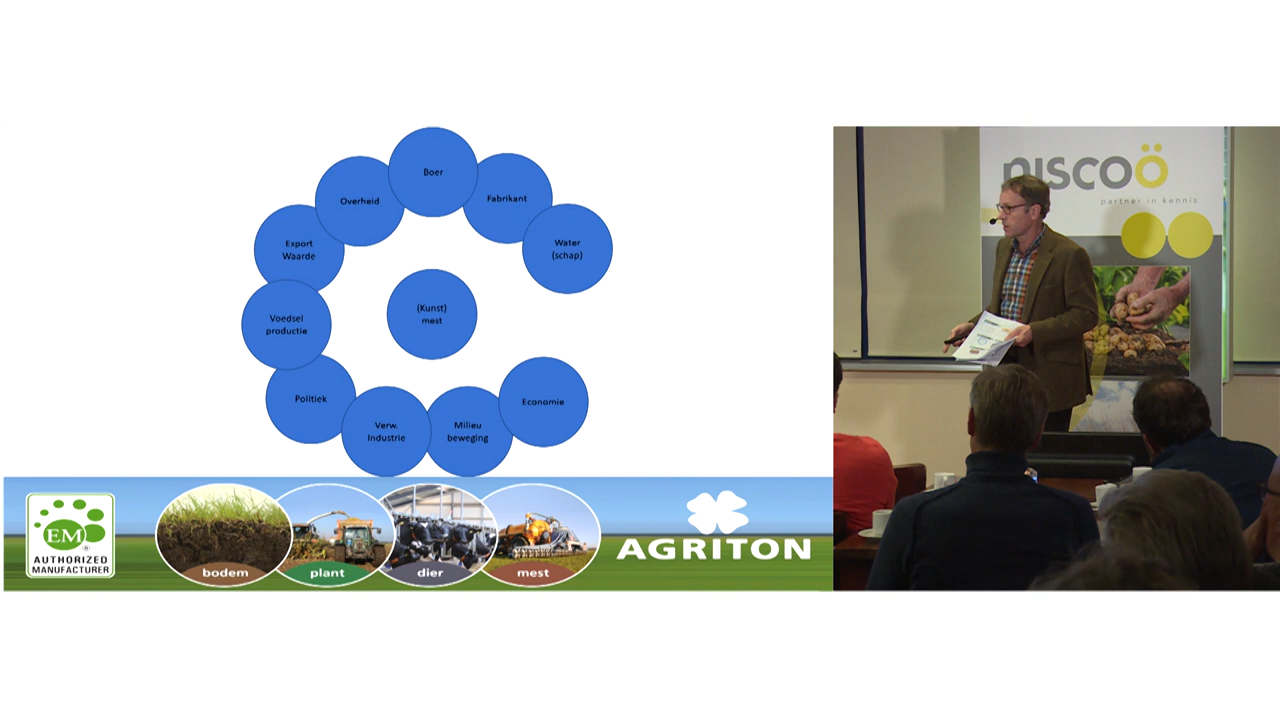 Boer
Overheid
Fabrikant
Export
Waarde
Water
(schap)
(Kunst)
mest
Voedsel
productie
Politiek
Economie
Verw.
Industrie
Milieu
beweging
EM
®
AUTHORIZED
MANUFACTURER
bodem
plant
dier
mest
AGRITON
niscoö
partner in kennis